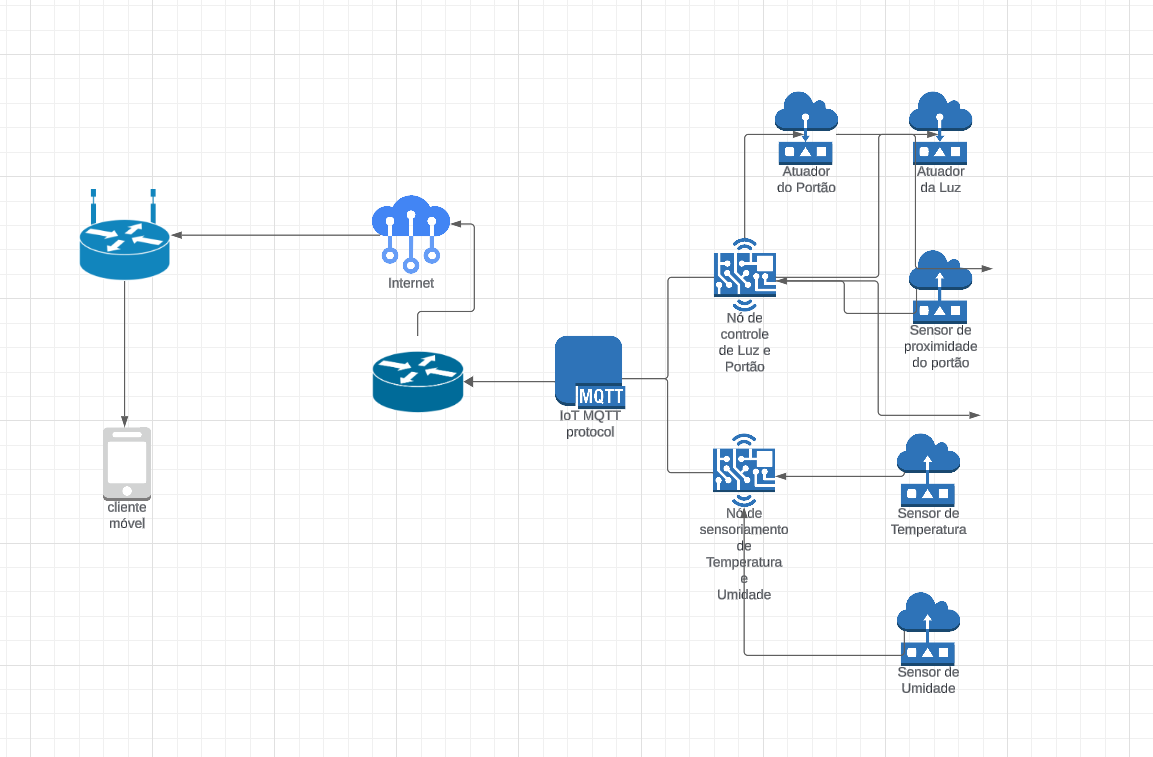 Atuador
do Portão
Atuador
da Luz
Internet
Nó de
controle
de Luz e
Portão
Sensor de
proximidade
do portão
MQTT
IoT MQTT
protocol
cliente
móvel
Nó de
sensoriamento
de
Temperatura
e
Umidade
Sensor de
Temperatura
Sensor de
Umidade